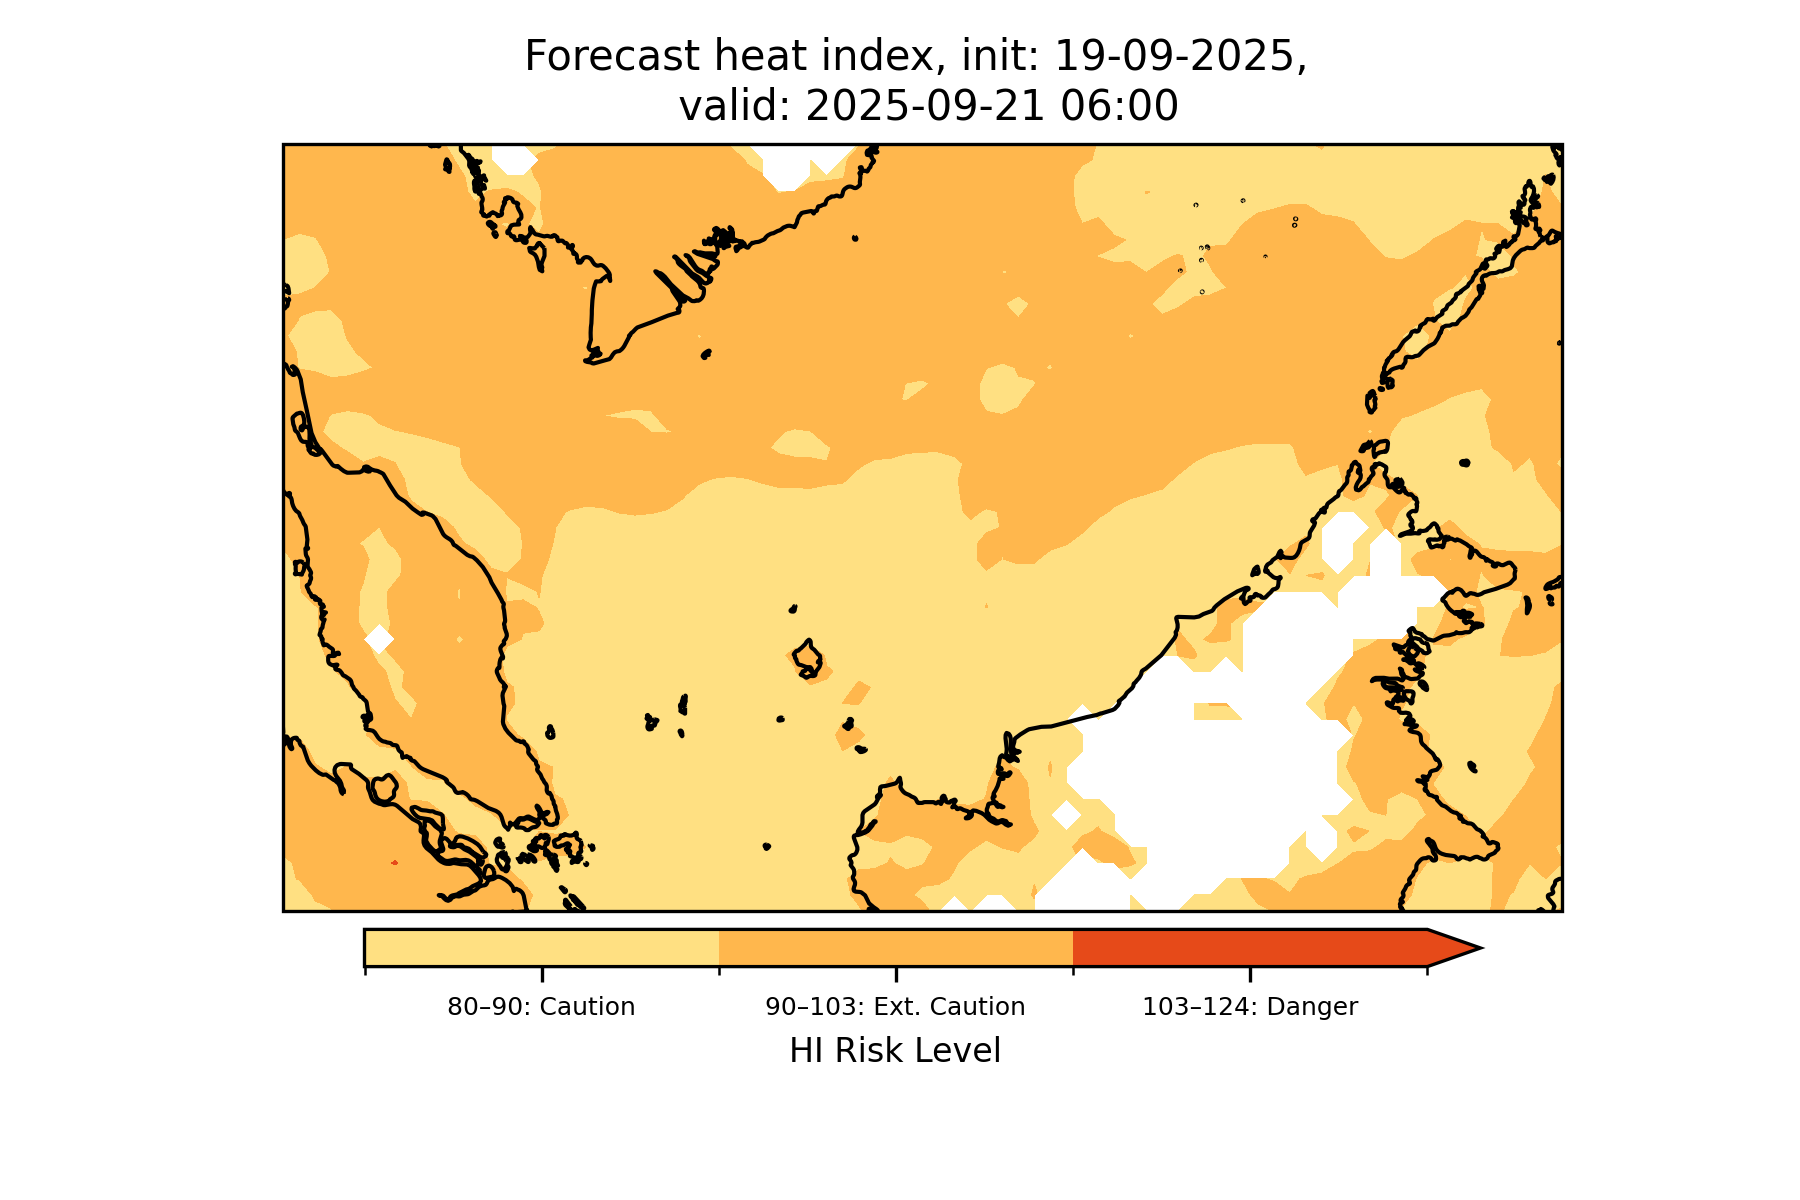 Forecast heat index, init: 19-09-2025,
valid: 2025-09-21 06:00
80–90: Caution
90–103: Ext. Caution
103–124: Danger
HI Risk Level